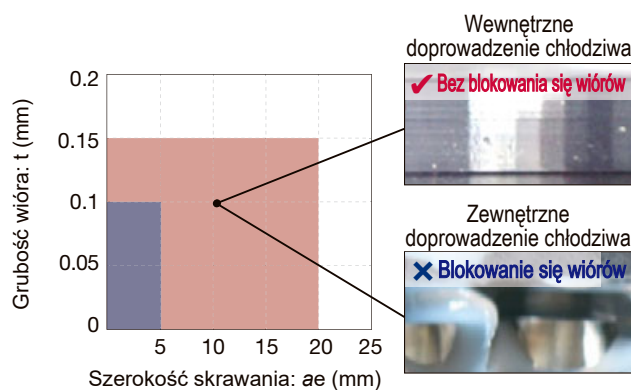 Wewnętrzne
doprowadzenie chłodziwa
✔ Bez blokowania się wiórów
Zewnętrzne
doprowadzenie chłodziwa
✕ Blokowanie się wiórów
Grubość wióra: t (mm)
0.2
0.15
0.1
0.05
0
5 10 15 20 25
Szerokość skrawania: ae (mm)